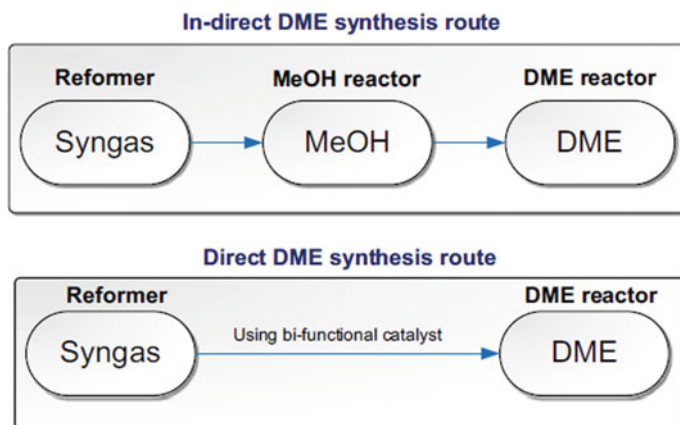 In-direct DME synthesis route
Reformer MeOH reactor DME reactor
Syngas MeOH DME
Direct DME synthesis route
Reformer DME reactor
Syngas Using bi-functional catalyst DME